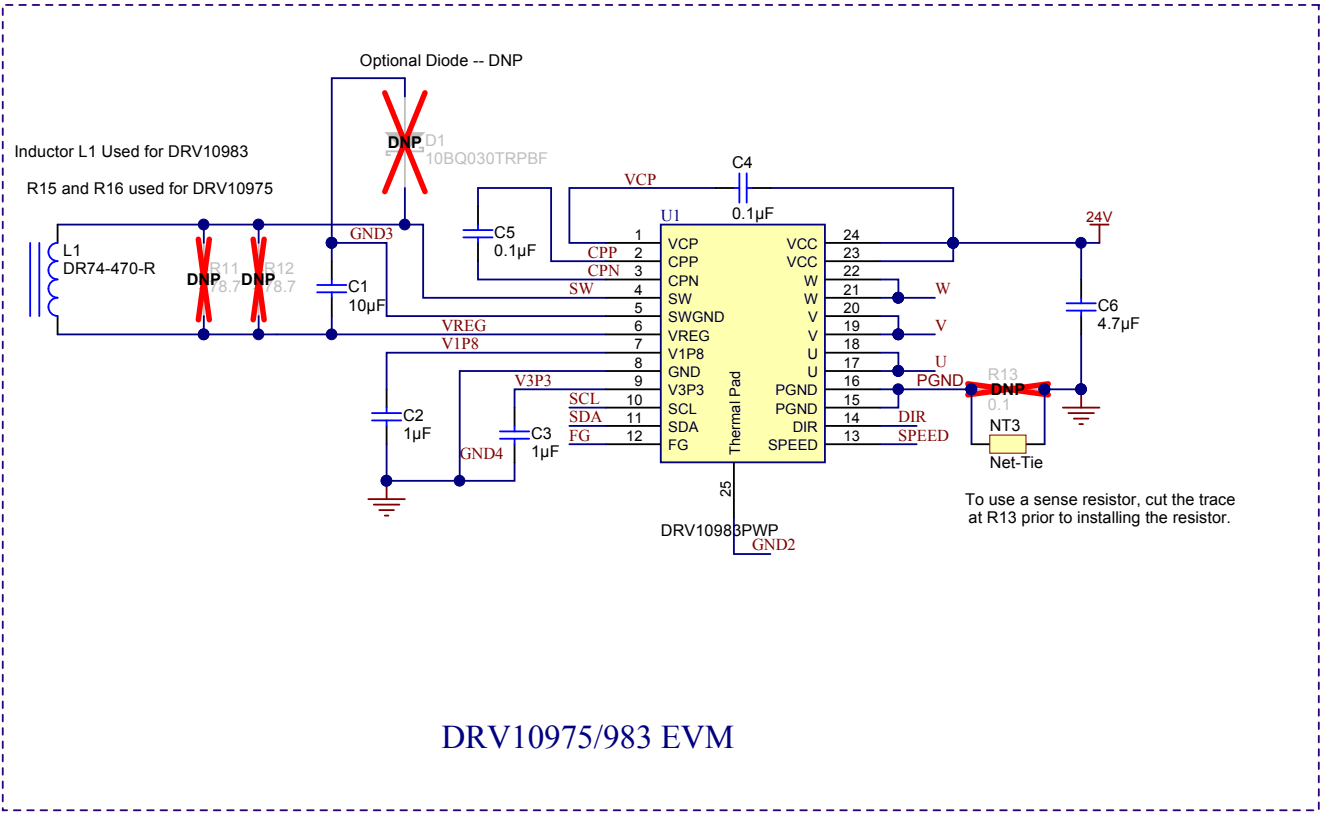 Optional Diode -- DNP
DNP
D1
10BQ030TRPBF
Inductor L1 Used for DRV10983
R15 and R16 used for DRV10975
L1
DR74-470-R
DNP
R11
78.7
DNP
R12
78.7
GND3
C1
10µF
C5
0.1µF
VCP
C4
0.1µF
CPP
CPN
SW
VREG
V1P8
V3P3
SCL
SDA
FG
C2
1µF
C3
1µF
GND4
U1
1 VCP VCC 24
2 CPP VCC 23
3 CPN W 22
4 SW W 21
5 SWGND V 20
6 VREG V 19
7 V1P8 U 18
8 GND U 17
9 V3P3 PGND 16
10 SCL PGND 15
11 SDA DIR 14
12 FG SPEED 13
Thermal Pad
25
DRV10983PWP
GND2
24V
C6
4.7µF
W
V
U
PGND
R13
DNP
0.1
NT3
Net-Tie
DIR
SPEED
To use a sense resistor, cut the trace
at R13 prior to installing the resistor.
DRV10975/983 EVM